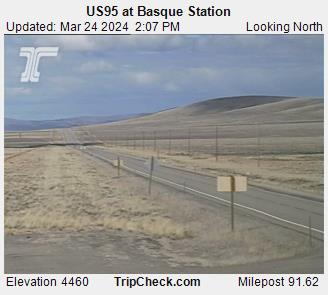 US95 at Basque Station
Updated: Mar 24 2024 2:07 PM Looking North
Elevation 4460 TripCheck.com Milepost 91.62